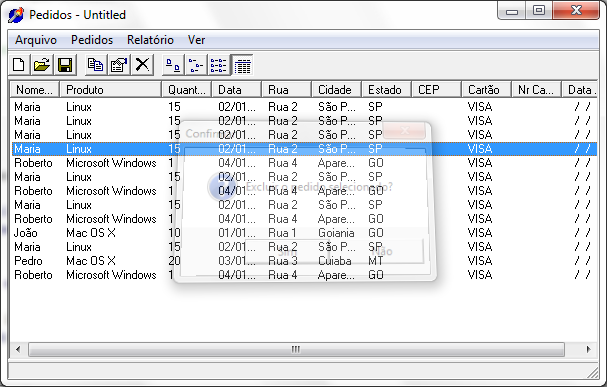 Pedidos - Untitled
Arquivo Pedidos Relatório Ver
Nome... Produto Quant... Data Rua Cidade Estado CEP Cartão Nr Ca... Data
Maria Linux 15 02/01... Rua 2 São P... SP VISA / /
Maria Linux 15 02/01... Rua 2 São P... SP VISA / /
Maria Linux 15 02/01... Rua 2 São P... SP VISA / /
Maria Linux 15 02/01... Rua 2 São P... SP VISA / /
Roberto Microsoft Windows 1 04/01... Rua 4 Apare... GO VISA / /
Maria Linux 15 02/01... Rua 2 São P... SP VISA / /
Roberto Microsoft Windows 1 04/01... Rua 4 Apare... GO VISA / /
Maria Linux 15 02/01... Rua 2 São P... SP VISA / /
Roberto Microsoft Windows 1 04/01... Rua 4 Apare... GO VISA / /
João Mac OS X 10 01/01... Rua 1 Goiania GO VISA / /
Maria Linux 15 02/01... Rua 2 São P... SP VISA / /
Pedro Mac OS X 20 03/01... Rua 3 Cuiaba MT VISA / /
Roberto Microsoft Windows 1 04/01... Rua 4 Apare... GO VISA / /
Excluir o pedido selecionado?
Sim Não